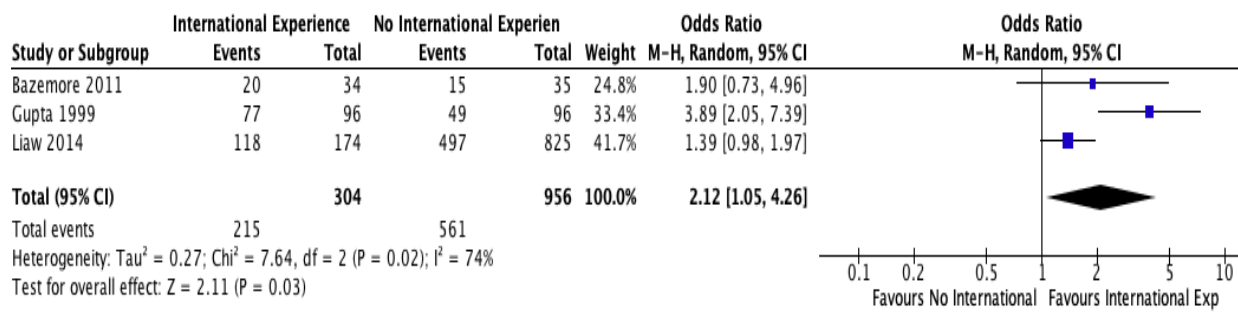 International Experience No International Experien Odds Ratio Odds Ratio
Study or Subgroup Events Total Events Total Weight M-H, Random, 95% CI M-H, Random, 95% CI
Bazemore 2011 20 34 15 35 24.8% 1.90 [0.73, 4.96]
Gupta 1999 77 96 49 96 33.4% 3.89 [2.05, 7.39]
Liaw 2014 118 174 497 825 41.7% 1.39 [0.98, 1.97]
Total (95% CI) 304 956 100.0% 2.12 [1.05, 4.26]
Total events 215 561
Heterogeneity: Tau² = 0.27; Chi² = 7.64, df = 2 (P = 0.02); I² = 74%
Test for overall effect: Z = 2.11 (P = 0.03)
0.1 0.2 0.5 1 2 5 10
Favours No International Favours International Exp